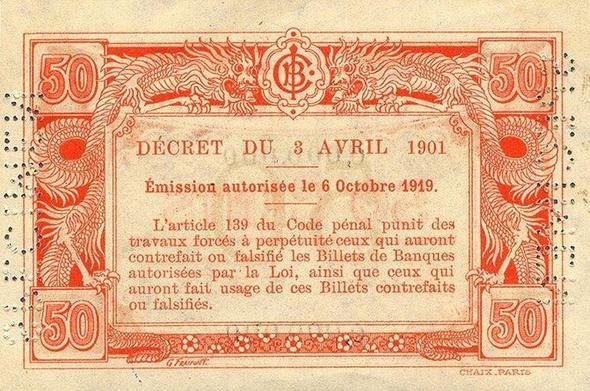 50 50
DÉCRET DU 3 AVRIL 1901
Émission autorisée le 6 Octobre 1919.
L'article 139 du Code pénal punit des
travaux forcés à perpétuité ceux qui auront
contrefait ou falsifié les Billets de Banques
autorisées par la Loi, ainsi que ceux qui
auront fait usage de ces Billets contrefaits
ou falsifiés.
50 50
CHAIX_PARIS